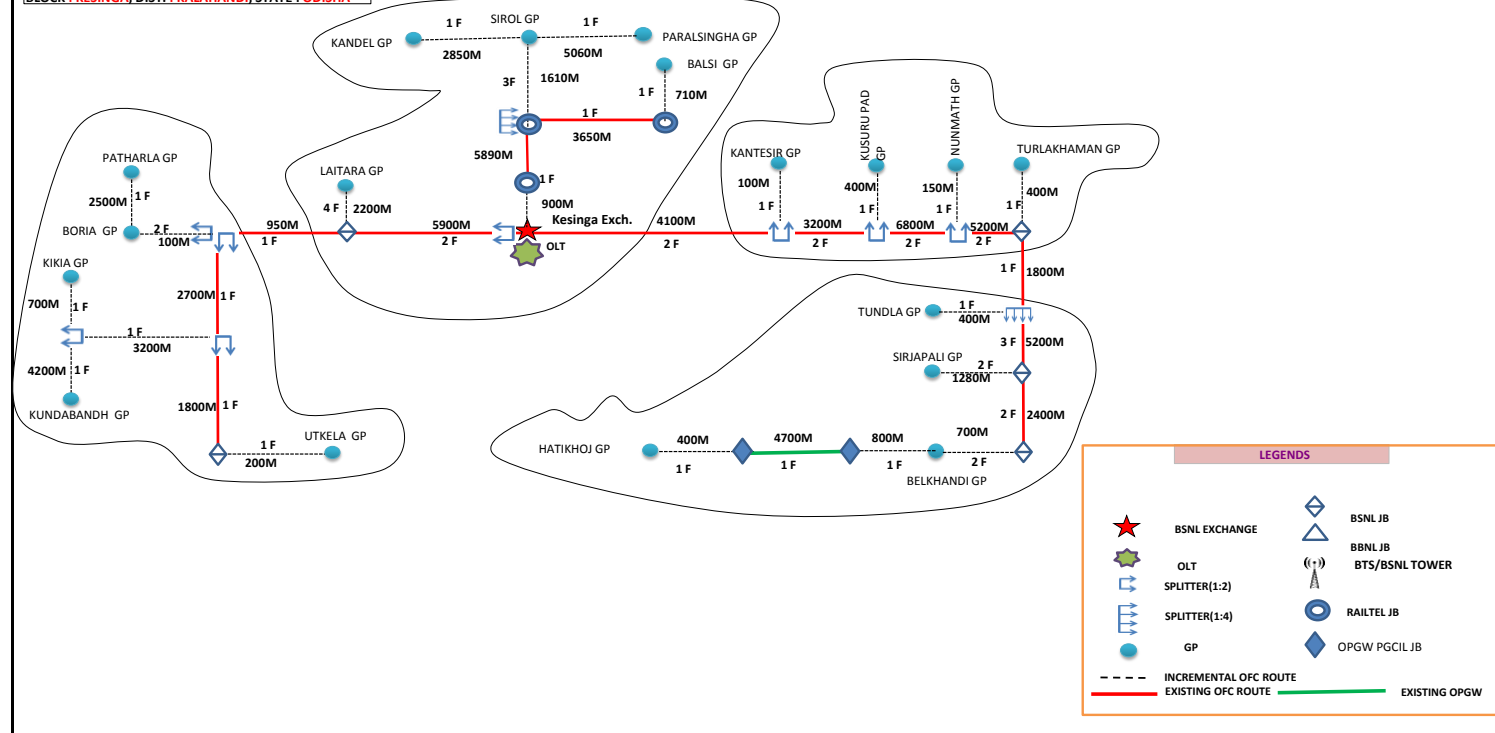 BLOCK : KESINGA, DIST. : KALAHANDI, STATE : ODISHA
1 F
SIROL GP
1 F
KANDEL GP
2850M
5060M
PARALSINGHA GP
BALSI GP
3F
1610M
1 F
710M
1 F
3650M
5890M
1 F
900M
PATHARLA GP
2500M
1 F
BORIA GP
2 F
100M
KIKIA GP
700M
1 F
1 F
3200M
4200M
1 F
KUNDABANDH GP
2700M
1 F
1800M
1 F
UTKELA GP
1 F
200M
950M
1 F
LAITARA GP
4 F
2200M
5900M
2 F
Kesinga Exch.
OLT
4100M
2 F
KANTESIR GP
100M
1 F
3200M
2 F
KUSURU PAD
GP
400M
1 F
6800M
2 F
NUNMATH GP
150M
1 F
5200M
2 F
TURLAKHAMAN GP
400M
1 F
1 F
1800M
TUNDLA GP
1 F
400M
3 F
5200M
SIRJAPALI GP
2 F
1280M
2 F
2400M
HATIKHOJ GP
400M
1 F
4700M
1 F
800M
1 F
700M
2 F
BELKHANDI GP
LEGENDS
BSNL EXCHANGE
BSNL JB
BBNL JB
OLT
BTS/BSNL TOWER
SPLITTER(1:2)
SPLITTER(1:4)
RAILTEL JB
GP
OPGW PGCIL JB
INCREMENTAL OFC ROUTE
EXISTING OFC ROUTE
EXISTING OPGW